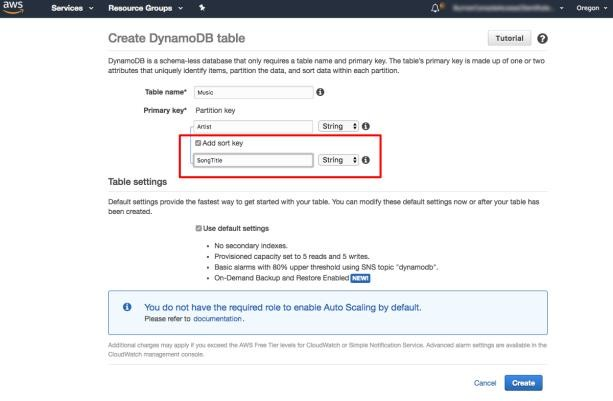 aws Services Resource Groups Oregon
Create DynamoDB table
Tutorial
DynamoDB is a schema-less database that only requires a table name and primary key. The table's primary key is made up of one or two
attributes that uniquely identify items, partition the data, and sort data within each partition.
Table name* Music
Primary key* Partition key
Artist String
Add sort key
SongTitle String
Table settings
Default settings provide the fastest way to get started with your table. You can modify these default settings now or after your table has
been created.
Use default settings
• No secondary indexes.
• Provisioned capacity set to 5 reads and 5 writes.
• Basic alarms with 80% upper threshold using SNS topic "dynamodb".
• On-Demand Backup and Restore Enabled NEW!
You do not have the required role to enable Auto Scaling by default.
Please refer to documentation.
Additional charges may apply if you exceed the AWS Free Tier levels for CloudWatch or Simple Notification Service. Advanced alarm settings are available in the
CloudWatch management console.
Cancel Create